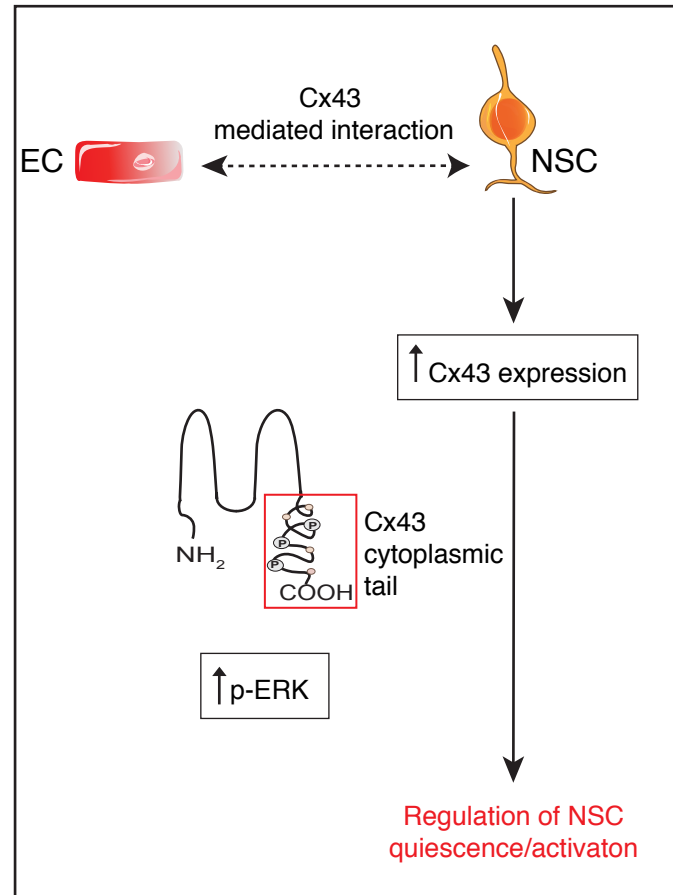 Cx43
mediated interaction
EC
NSC
↑ Cx43 expression
NH₂
P
P
P
COOH
Cx43
cytoplasmic
tail
↑ p-ERK
Regulation of NSC
quiescence/activaton